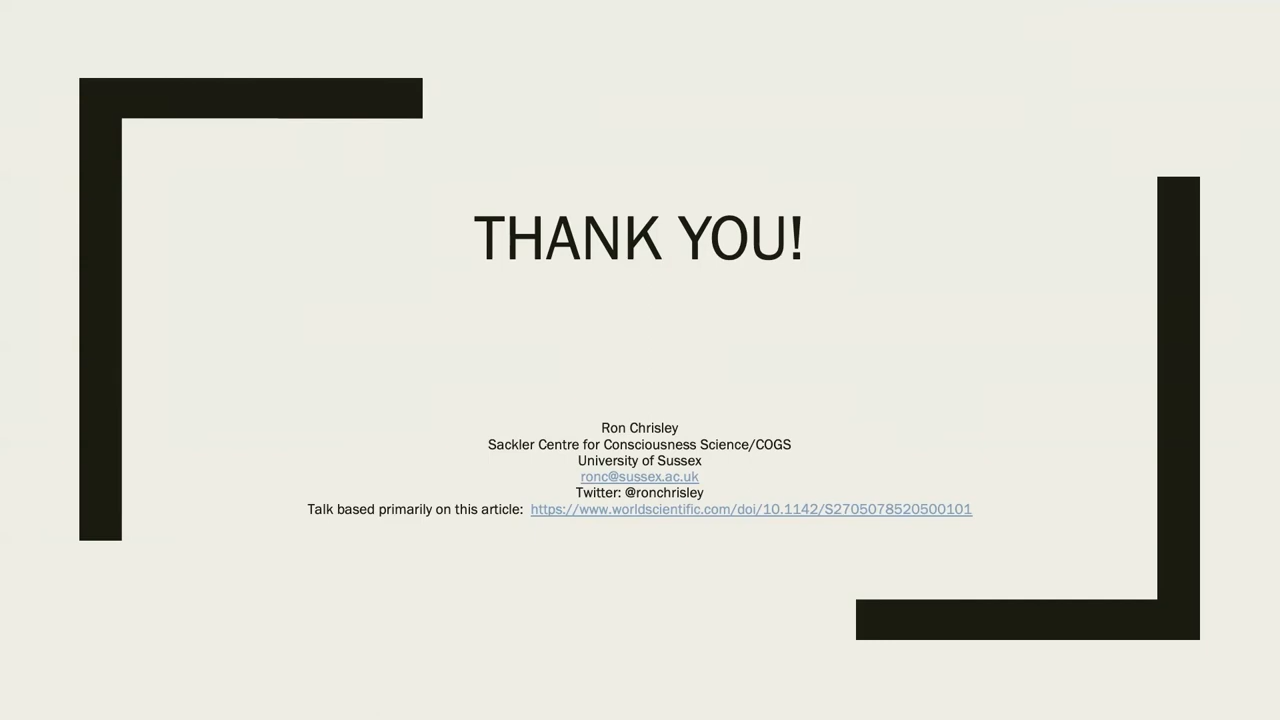 THANK YOU!
Ron Chrisley
Sackler Centre for Consciousness Science/COGS
University of Sussex
ronc@sussex.ac.uk
Twitter: @ronchrisley
Talk based primarily on this article: https://www.worldscientific.com/doi/10.1142/S2705078520500101